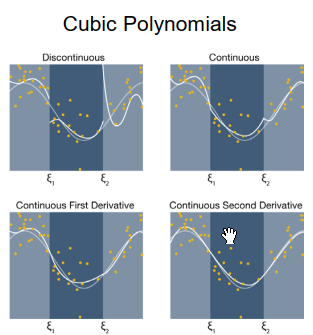 Cubic Polynomials
Discontinuous
Continuous
ξ1 ξ2
ξ1 ξ2
Continuous First Derivative
Continuous Second Derivative
ξ1 ξ2
ξ1 ξ2